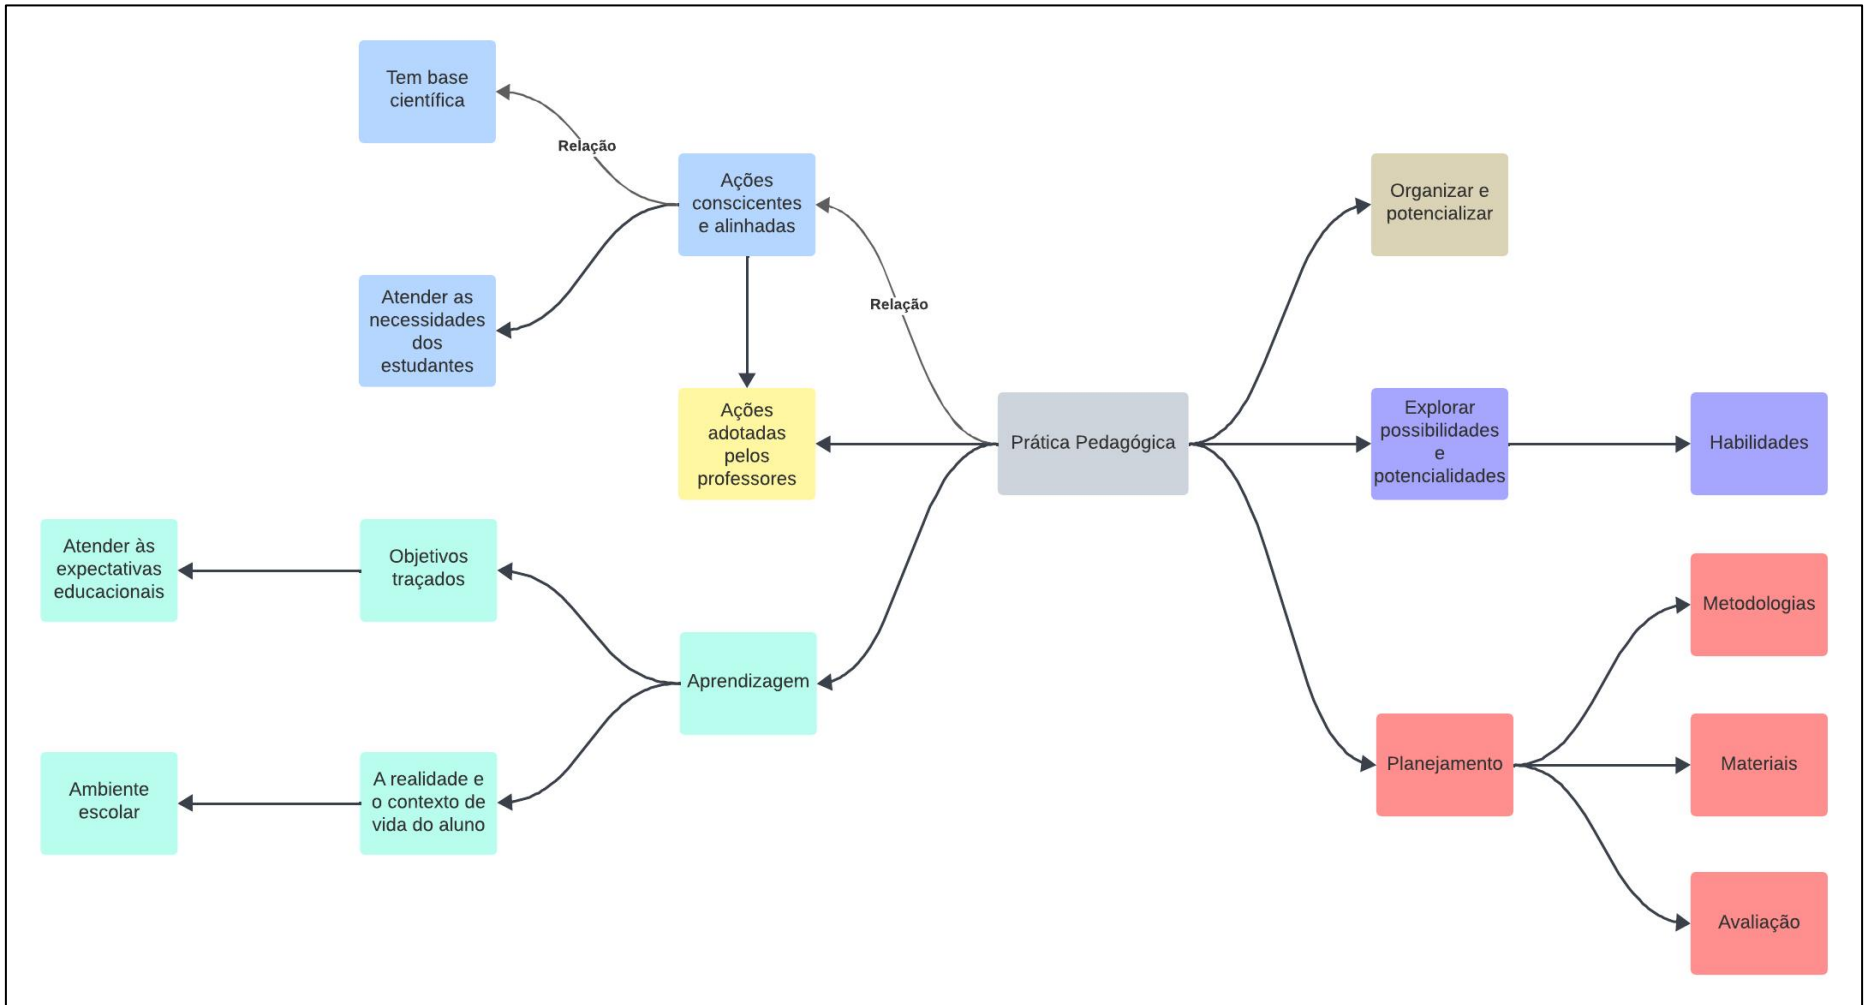 Tem base
científica
Relação
Ações
conscicentes
e alinhadas
Atender as
necessidades
dos
estudantes
Relação
Ações
adotadas
pelos
professores
Prática Pedagógica
Organizar e
potencializar
Explorar
possibilidades
e
potencialidades
Habilidades
Atender às
expectativas
educacionais
Objetivos
traçados
Aprendizagem
Ambiente
escolar
A realidade e
o contexto de
vida do aluno
Planejamento
Metodologias
Materiais
Avaliação